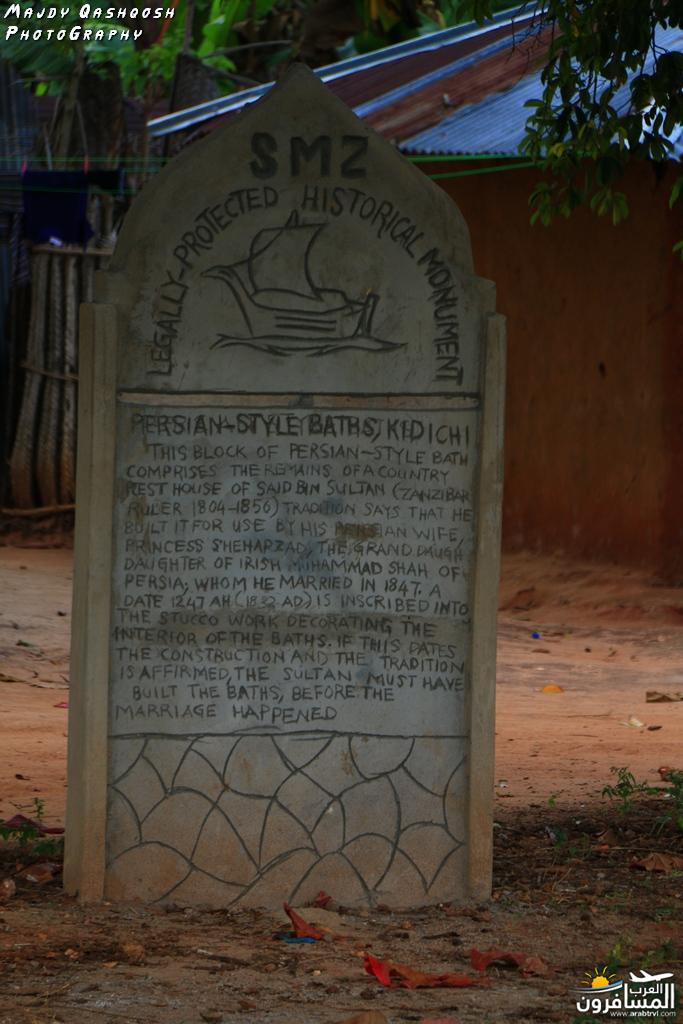 MAJDY QASHQOSH
PHOTOGRAPHY
SMZ
LEGALLY-PROTECTED HISTORICAL MONUMENT
PERSIAN-STYLE BATHS, KIDICHI
THIS BLOCK OF PERSIAN-STYLE BATH
COMPRISES THE REMAINS OF A COUNTRY
REST HOUSE OF SAID BIN SULTAN (ZANZIBAR
RULER 1804-1856) TRADITION SAYS THAT HE
BUILT IT FOR USE BY HIS PERSIAN WIFE,
PRINCESS SHEHARZAD, THE GRAND DAUGH
DAUGHTER OF IRISH MUHAMMAD SHAH OF
PERSIA, WHOM HE MARRIED IN 1847. A
DATE 1247 AH (1832 AD) IS INSCRIBED INTO
THE STUCCO WORK DECORATING THE
INTERIOR OF THE BATHS. IF THIS DATES
THE CONSTRUCTION AND THE TRADITION
IS AFFIRMED, THE SULTAN MUST HAVE
BUILT THE BATHS, BEFORE THE
MARRIAGE HAPPENED
العرب
المسافرون
www.arabtrvl.com